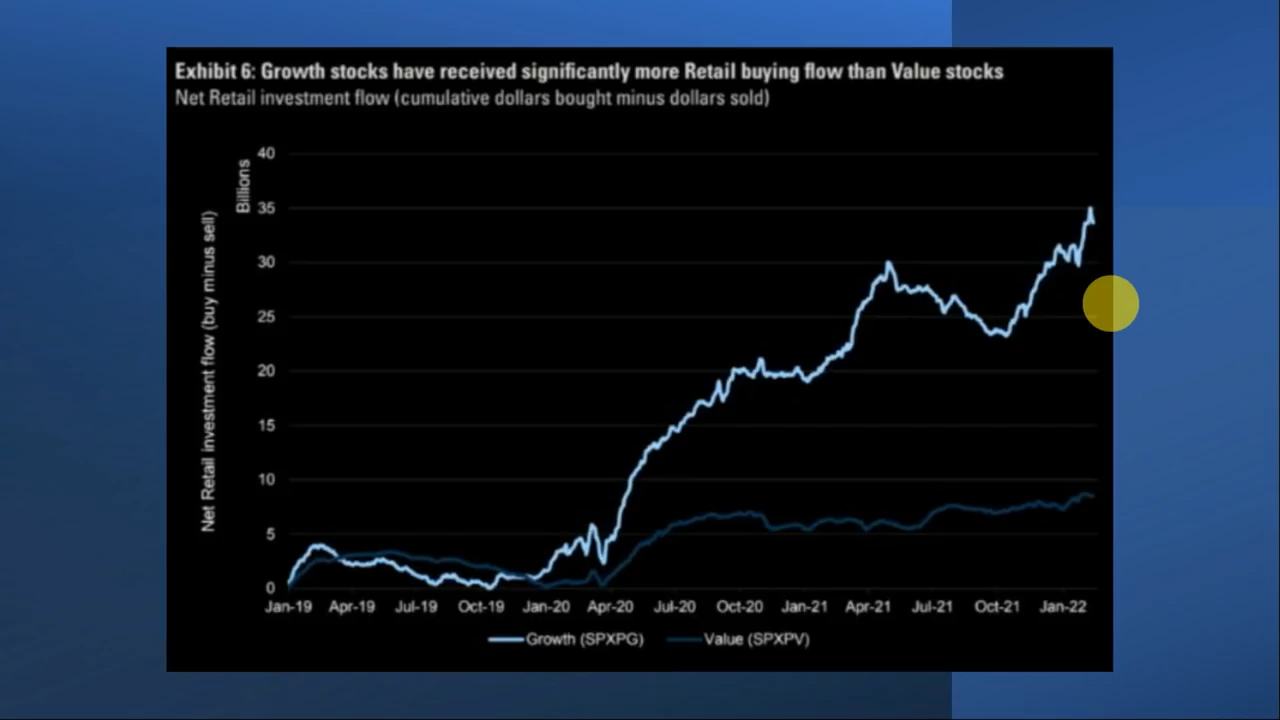 Exhibit 6: Growth stocks have received significantly more Retail buying flow than Value stocks
Net Retail investment flow (cumulative dollars bought minus dollars sold)
Net Retail investment flow (buy minus sell)
Billions
40
35
30
25
20
15
10
5
0
Jan-19 Apr-19 Jul-19 Oct-19 Jan-20 Apr-20 Jul-20 Oct-20 Jan-21 Apr-21 Jul-21 Oct-21 Jan-22
Growth (SPXPG) Value (SPXPV)